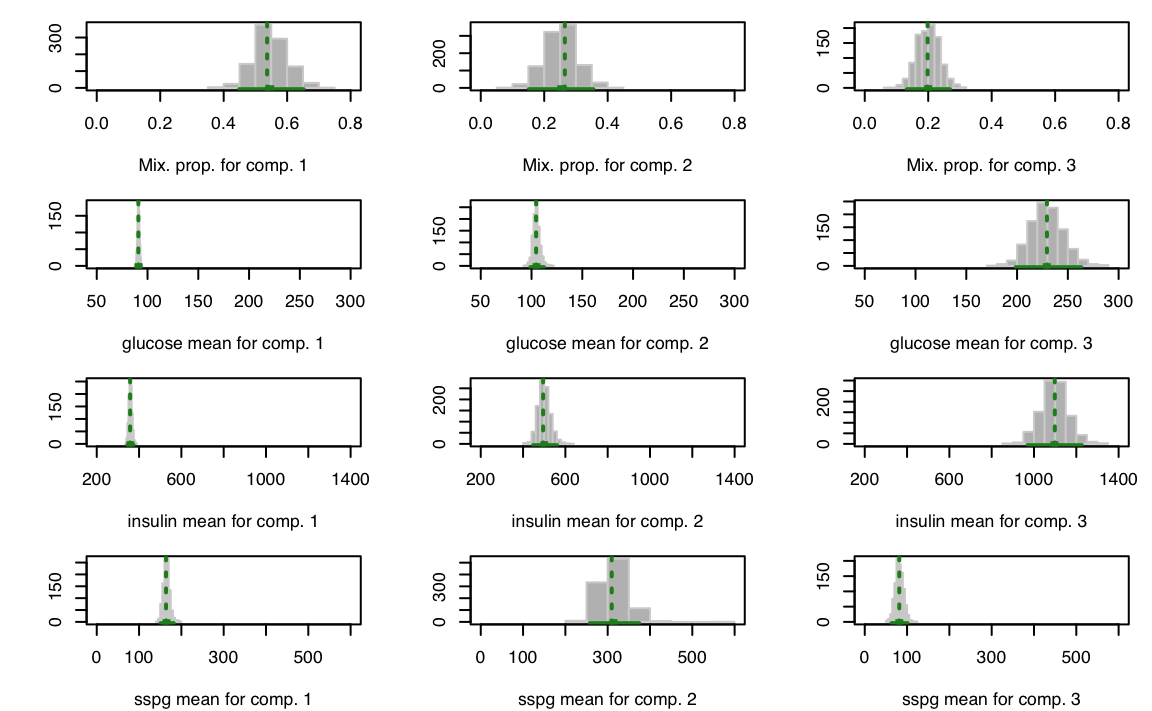 300
0
0.0 0.2 0.4 0.6 0.8
Mix. prop. for comp. 1
200
0
0.0 0.2 0.4 0.6 0.8
Mix. prop. for comp. 2
150
0
0.0 0.2 0.4 0.6 0.8
Mix. prop. for comp. 3
150
0
50 100 150 200 250 300
glucose mean for comp. 1
150
0
50 100 150 200 250 300
glucose mean for comp. 2
150
0
50 100 150 200 250 300
glucose mean for comp. 3
150
0
200 600 1000 1400
insulin mean for comp. 1
200
0
200 600 1000 1400
insulin mean for comp. 2
200
0
200 600 1000 1400
insulin mean for comp. 3
150
0
0 100 300 500
sspg mean for comp. 1
300
0
0 100 300 500
sspg mean for comp. 2
150
0
0 100 300 500
sspg mean for comp. 3